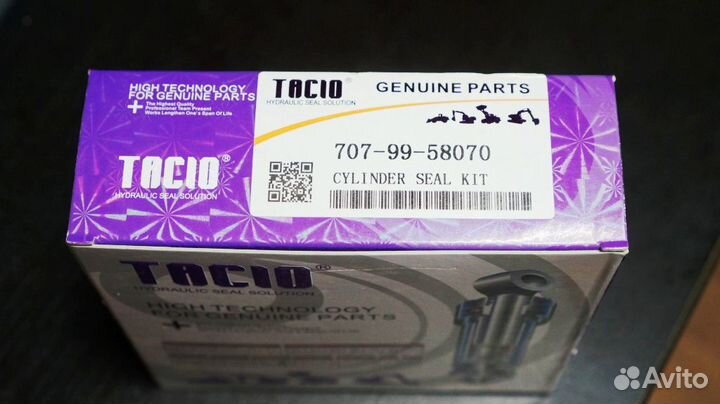 HIGH TECHNOLOGY
FOR GENUINE PARTS
+ The Highest Quality
Professional Team Present
Works Lengthen One's Span Of Life
TACIO®
HYDRAULIC SEAL SOLUTION
TACIO®
HYDRAULIC SEAL SOLUTION
GENUINE PARTS
707-99-58070
CYLINDER SEAL KIT
TACIO®
HYDRAULIC SEAL SOLUTION
HIGH TECHNOLOGY
FOR GENUINE PARTS
+
Avito